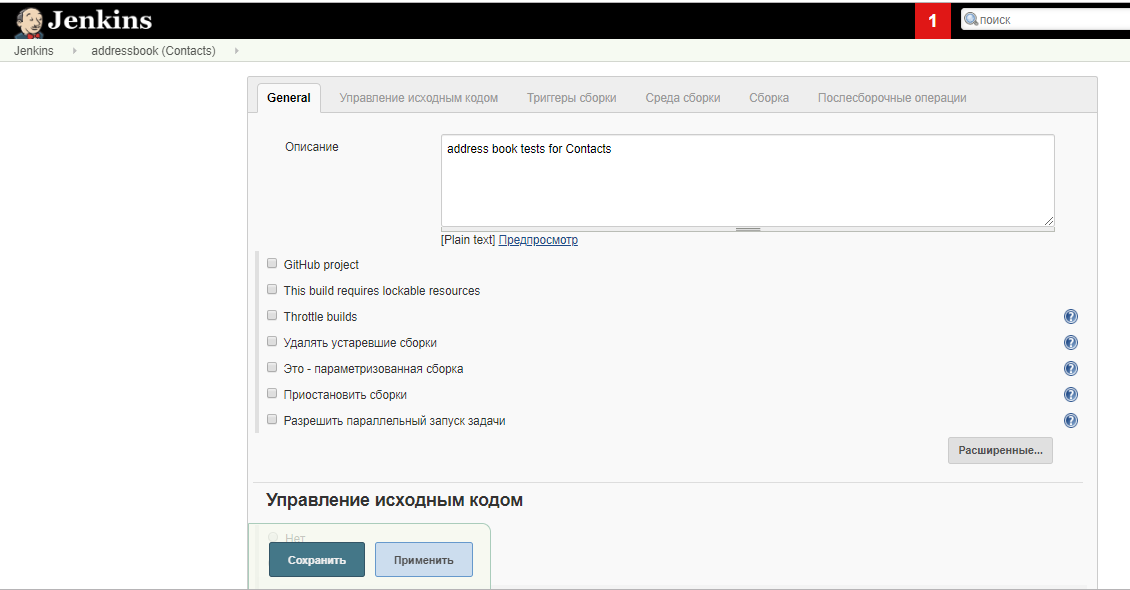 Jenkins
1
поиск
Jenkins addressbook (Contacts)
General Управление исходным кодом Триггеры сборки Среда сборки Сборка Послесборочные операции
Описание
address book tests for Contacts
[Plain text] Предпросмотр
GitHub project
This build requires lockable resources
Throttle builds
Удалять устаревшие сборки
Это - параметризованная сборка
Приостановить сборки
Разрешить параллельный запуск задачи
Расширенные...
Управление исходным кодом
Нет
Сохранить Применить